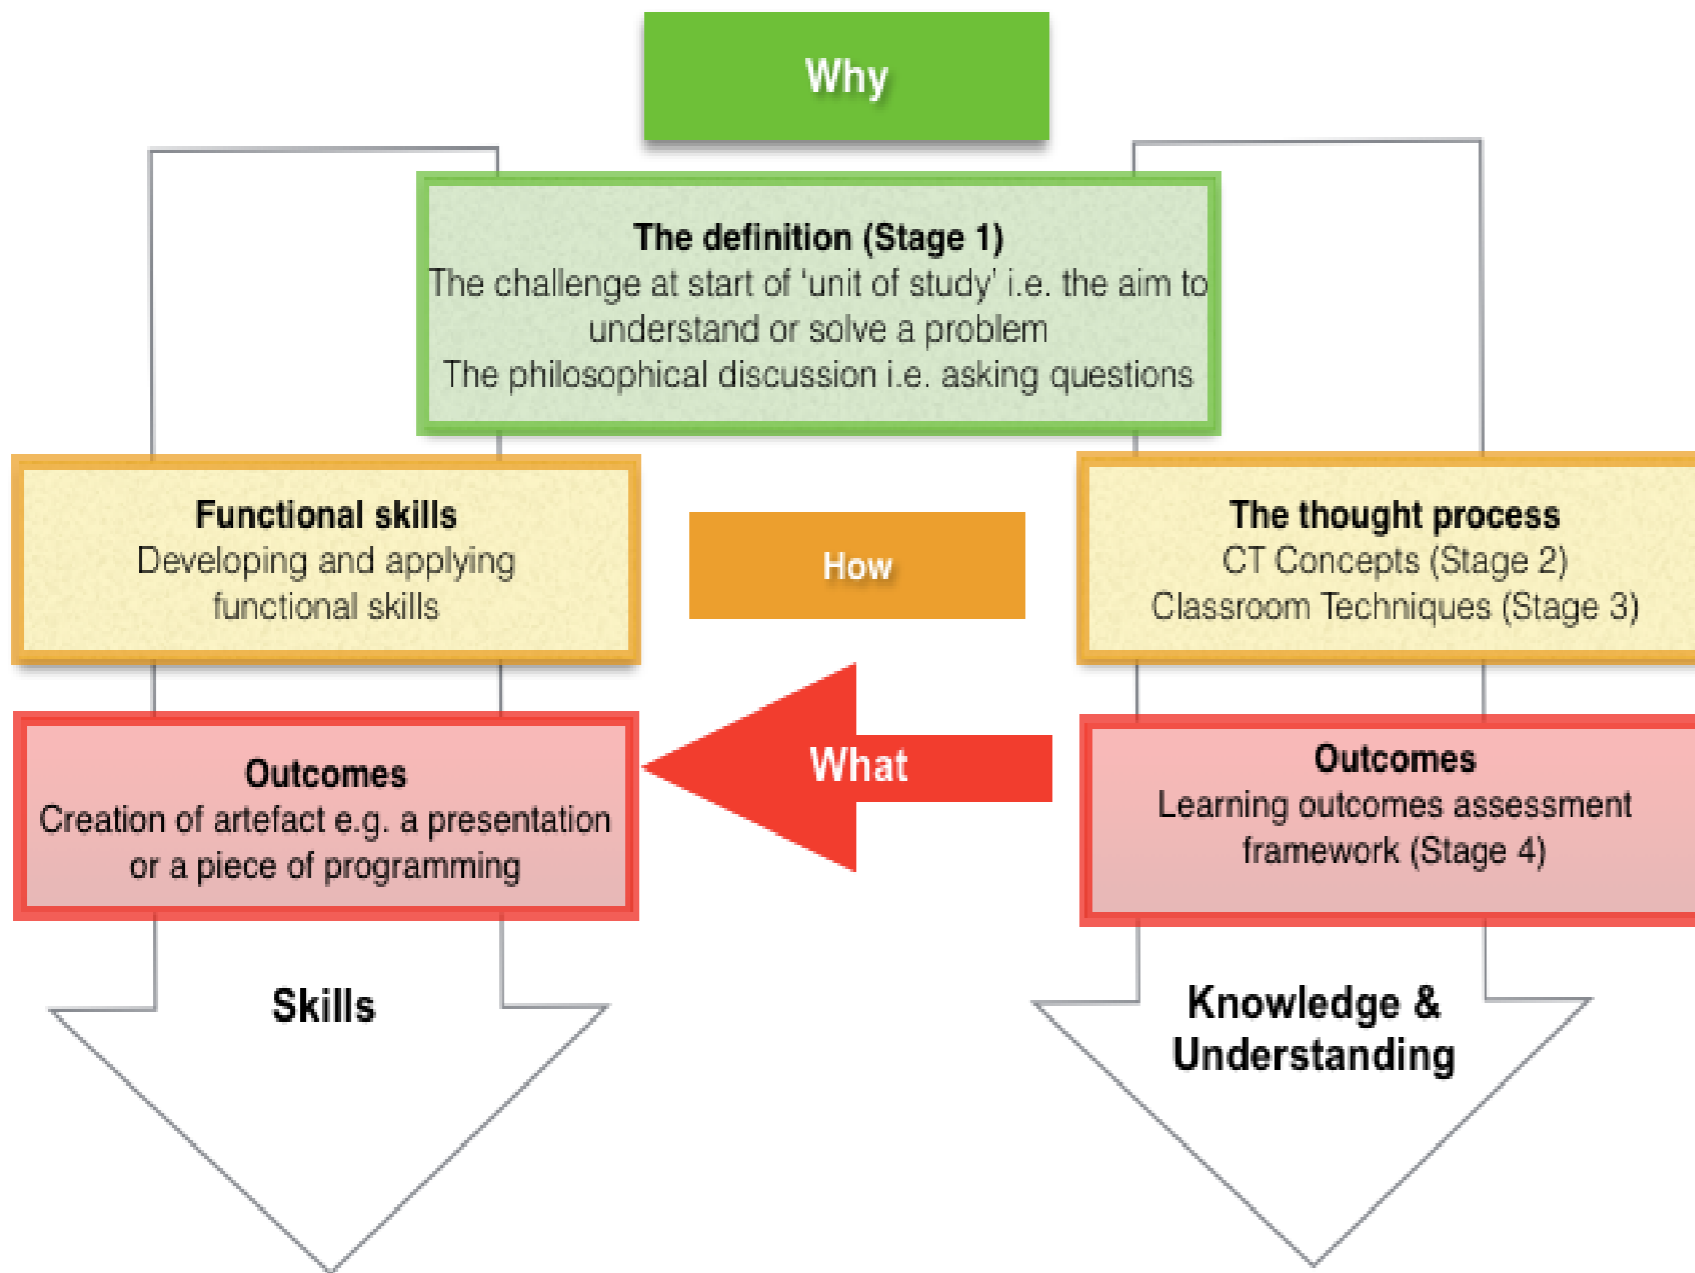 Why
The definition (Stage 1)
The challenge at start of ‘unit of study’ i.e. the aim to
understand or solve a problem
The philosophical discussion i.e. asking questions
Functional skills
Developing and applying
functional skills
How
The thought process
CT Concepts (Stage 2)
Classroom Techniques (Stage 3)
Outcomes
Creation of artefact e.g. a presentation
or a piece of programming
What
Outcomes
Learning outcomes assessment
framework (Stage 4)
Skills
Knowledge &
Understanding